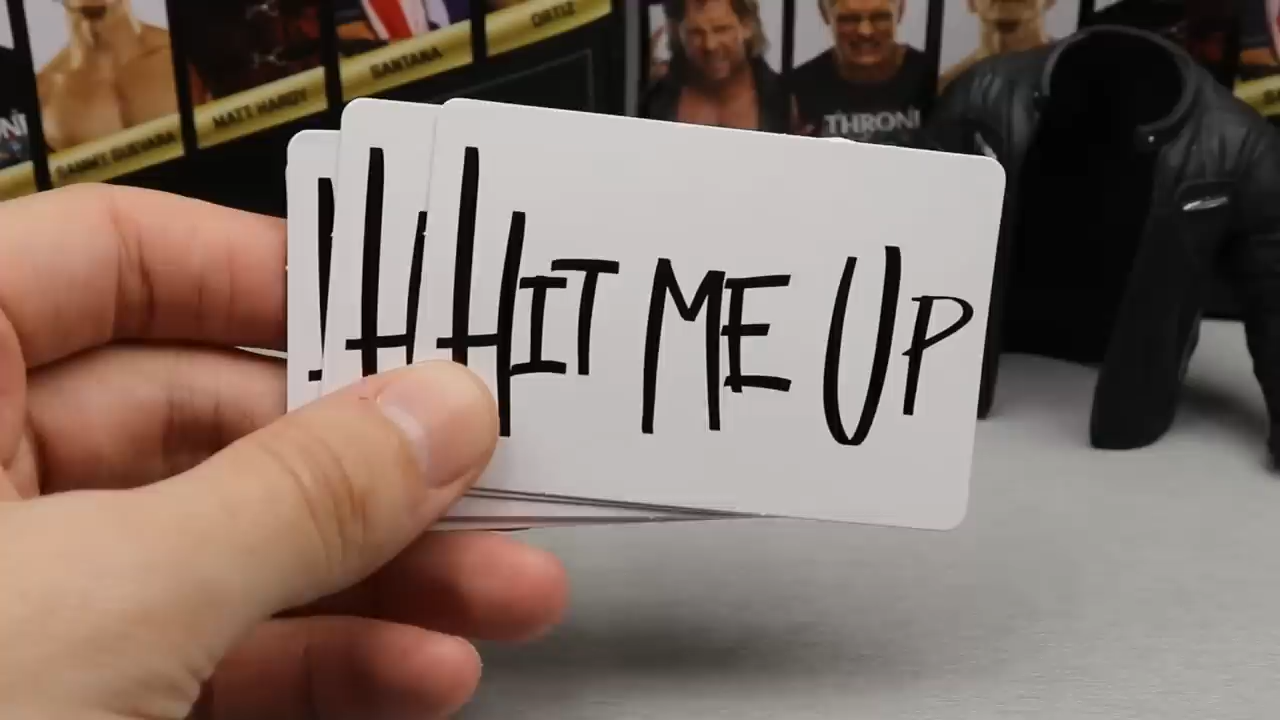 ORTIZ
SANTANA
MATT HARDY
SAMMY GUEVARA
THRONE
HIT ME UP